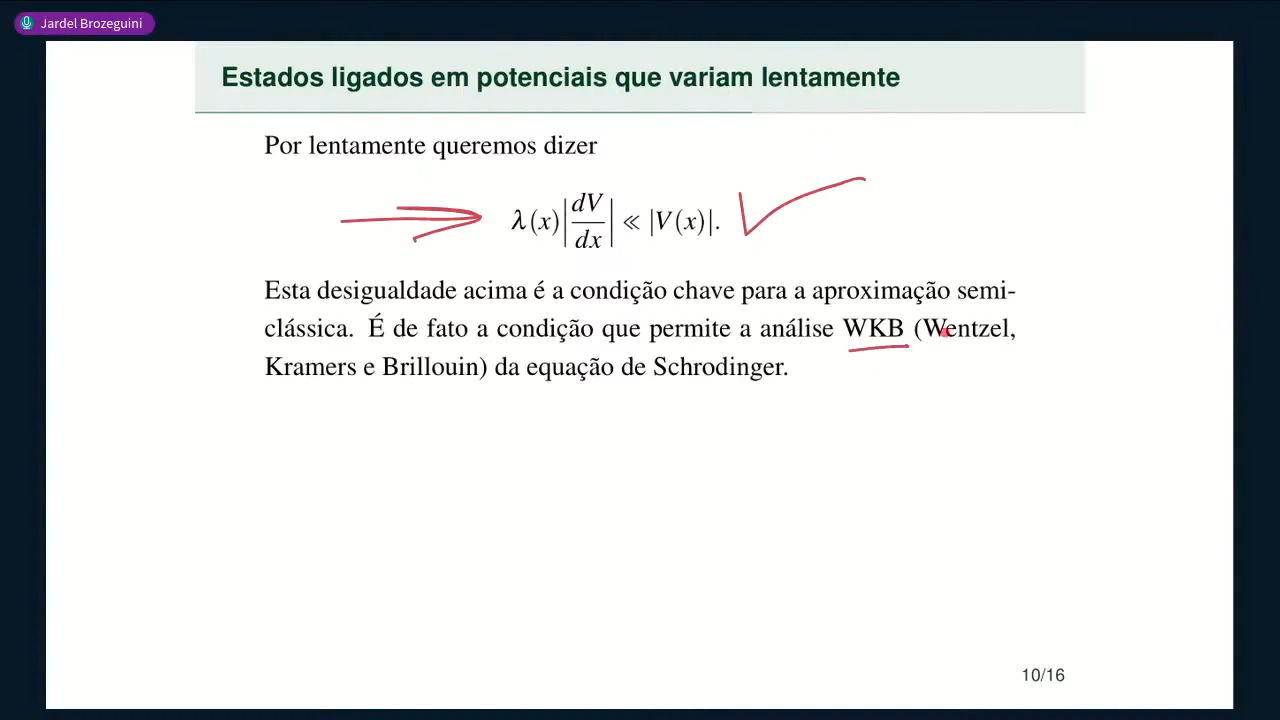 Jardel Brozeguini
Estados ligados em potenciais que variam lentamente
Por lentamente queremos dizer
λ(x)|dV/dx| ≪ |V(x)|.
Esta desigualdade acima é a condição chave para a aproximação semi-
clássica. É de fato a condição que permite a análise WKB (Wentzel,
Kramers e Brillouin) da equação de Schrodinger.
10/16